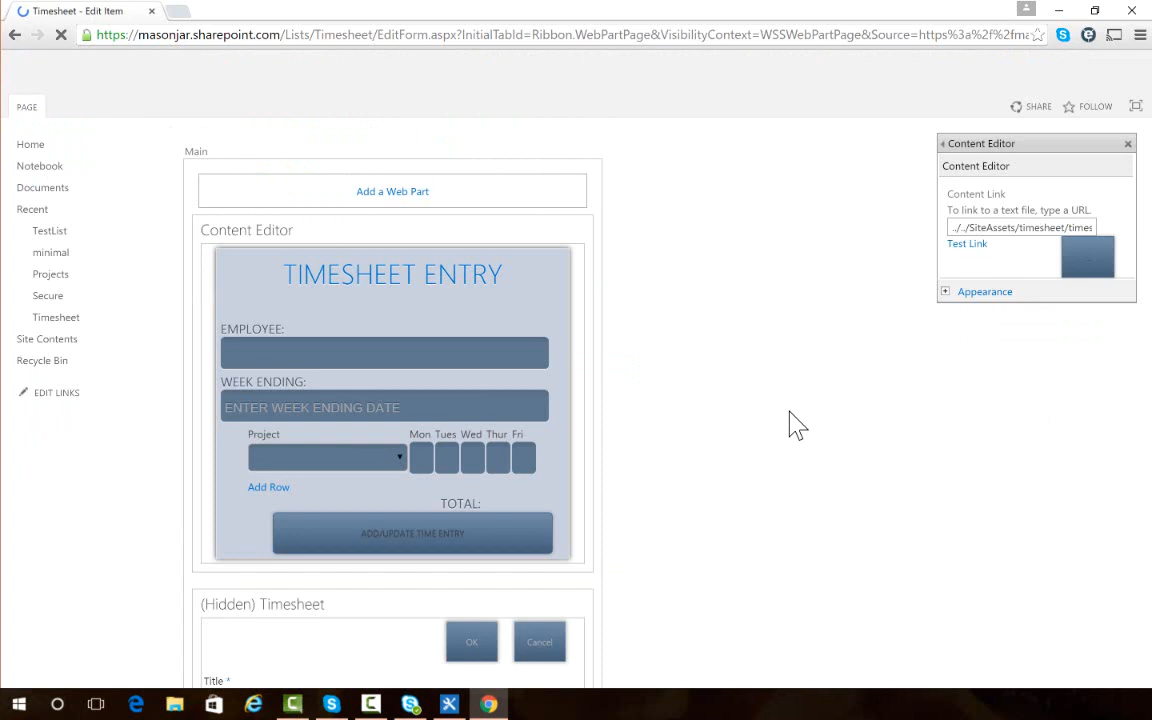 Timesheet - Edit Item
https://masonjar.sharepoint.com/Lists/Timesheet/EditForm.aspx?InitialTabId=Ribbon.WebPartPage&VisibilityContext=WSSWebPartPage&Source=https%3a%2f%2fma
PAGE
SHARE
FOLLOW
Home
Notebook
Documents
Recent
TestList
minimal
Projects
Secure
Timesheet
Site Contents
Recycle Bin
EDIT LINKS
Main
Add a Web Part
Content Editor
TIMESHEET ENTRY
EMPLOYEE:
WEEK ENDING:
ENTER WEEK ENDING DATE
Project Mon Tues Wed Thur Fri
Add Row
TOTAL:
ADD/UPDATE TIME ENTRY
(Hidden) Timesheet
OK Cancel
Title *
Content Editor
Content Editor
Content Link
To link to a text file, type a URL.
../../SiteAssets/timesheet/times
Test Link
Appearance